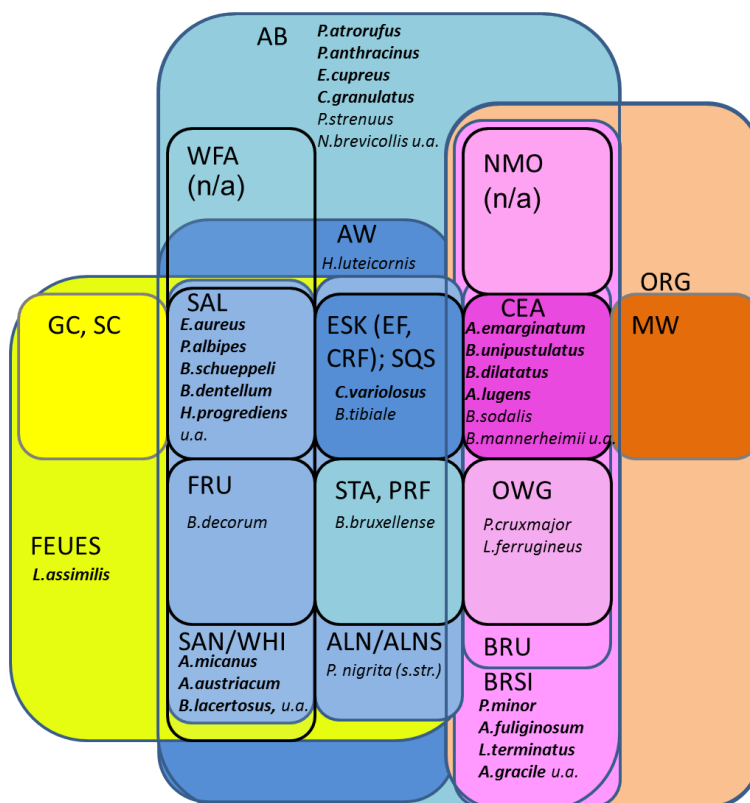 AB
P.atrorufus
P.anthracinus
E.cupreus
C.granulatus
P.strenuus
N.brevicollis u.a.
WFA
(n/a)
NMO
(n/a)
AW
H.luteicornis
ORG
GC, SC
SAL
E.aureus
P.albipes
B.schueppeli
B.dentellum
H.progrediens
u.a.
ESK (EF,
CRF); SQS
C.variolosus
B.tibiale
CEA
A.emarginatum
B.unipustulatus
B.dilatatus
A.lugens
B.sodalis
B.mannerheimii u.a.
MW
FRU
B.decorum
STA, PRF
B.bruxellense
OWG
P.cruxmajor
L.ferrugineus
FEUES
L.assimilis
SAN/WHI
A.micanus
A.austriacum
B.lacertosus, u.a.
ALN/ALNS
P. nigrita (s.str.)
BRU
BRSI
P.minor
A.fuliginosum
L.terminatus
A.gracile u.a.